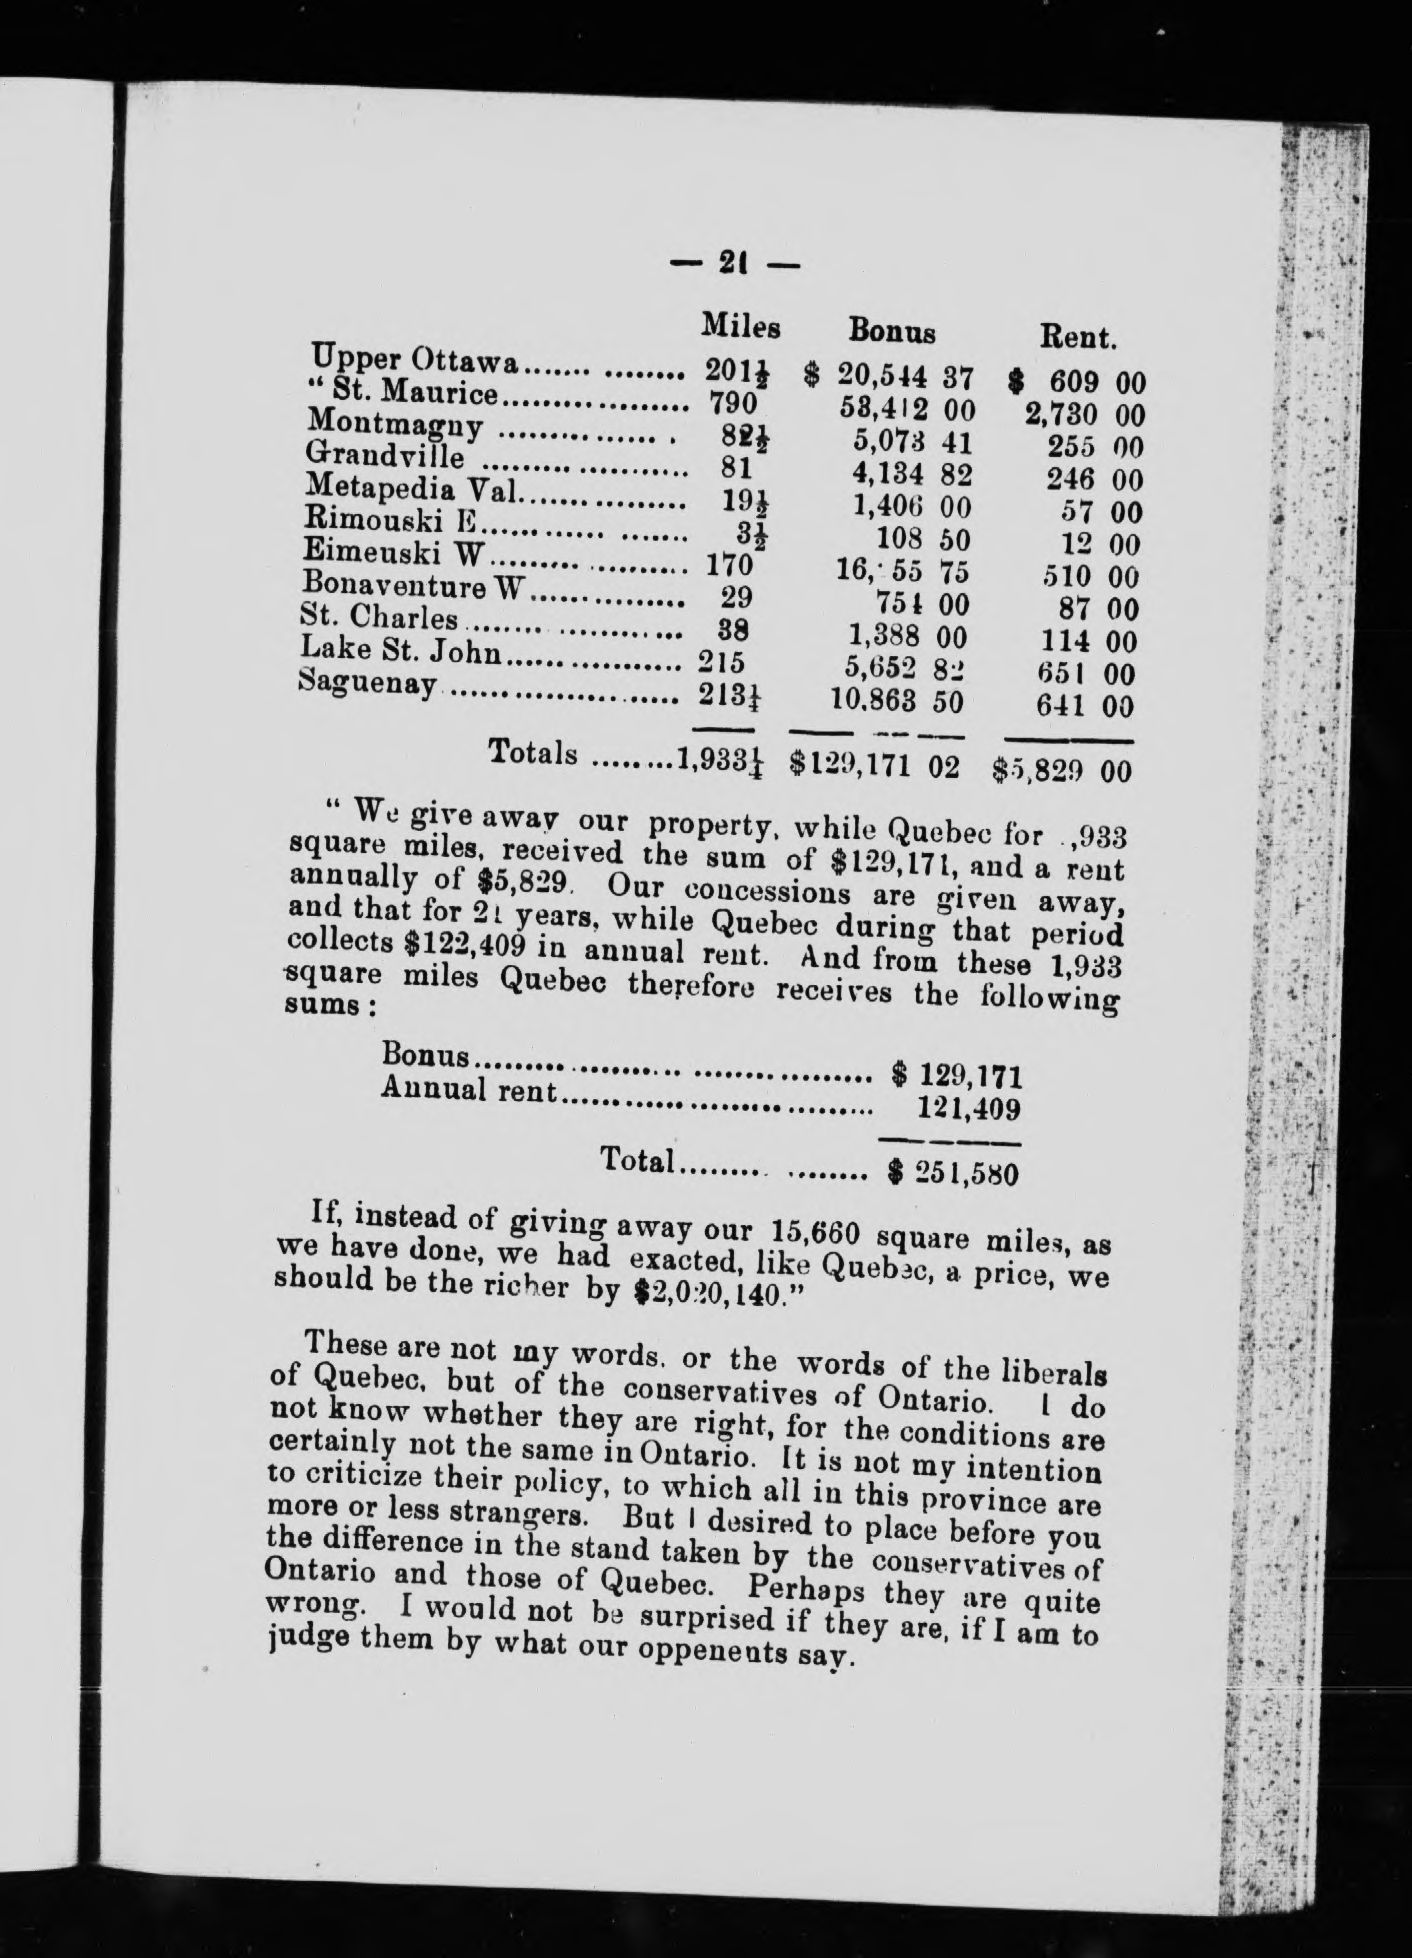 — 21 —
Miles Bonus Rent.
Upper Ottawa................ 201½ $ 20,544 37 $ 609 00
“ St. Maurice................... 790 53,412 00 2,730 00
Montmagny ................ . 82½ 5,073 41 255 00
Grandville ..................... 81 4,134 82 246 00
Metapedia Val................. 19½ 1,406 00 57 00
Rimouski E.................... 3½ 108 50 12 00
Eimeuski W.................... 170 55 75 510 00
Bonaventure W................ 29 754 00 87 00
St. Charles...................... 38 1,388 00 114 00
Lake St. John................. 215 5,652 82 651 00
Saguenay....................... 213¼ 10.863 50 641 00
Totals ........1,933¼ $129,171 02 $5,829 00
“ We give away our property, while Quebec for .,933
square miles, received the sum of $129,171, and a rent
annually of $5,829. Our concessions are given away,
and that for 21 years, while Quebec during that period
collects $122,409 in annual rent. And from these 1,933
square miles Quebec therefore receives the following
sums :
Bonus..................................... $ 129,171
Annual rent............................. 121,409
Total................. $ 251,580
If, instead of giving away our 15,660 square miles, as
we have done, we had exacted, like Quebec, a price, we
should be the richer by $2,020,140.”
These are not my words. or the words of the liberals
of Quebec, but of the conservatives of Ontario. I do
not know whether they are right, for the conditions are
certainly not the same in Ontario. It is not my intention
to criticize their policy, to which all in this province are
more or less strangers. But I desired to place before you
the difference in the stand taken by the conservatives of
Ontario and those of Quebec. Perhaps they are quite
wrong. I would not be surprised if they are, if I am to
judge them by what our oppenents say.